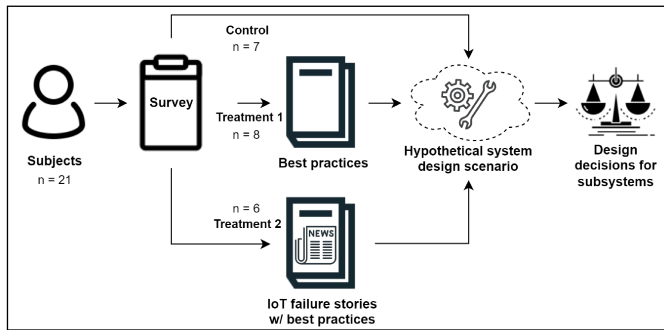 Control
n = 7
Survey
Treatment 1
n = 8
Subjects
n = 21
Best practices
Hypothetical system
design scenario
Design
decisions for
subsystems
n = 6
Treatment 2
NEWS
IoT failure stories
w/ best practices